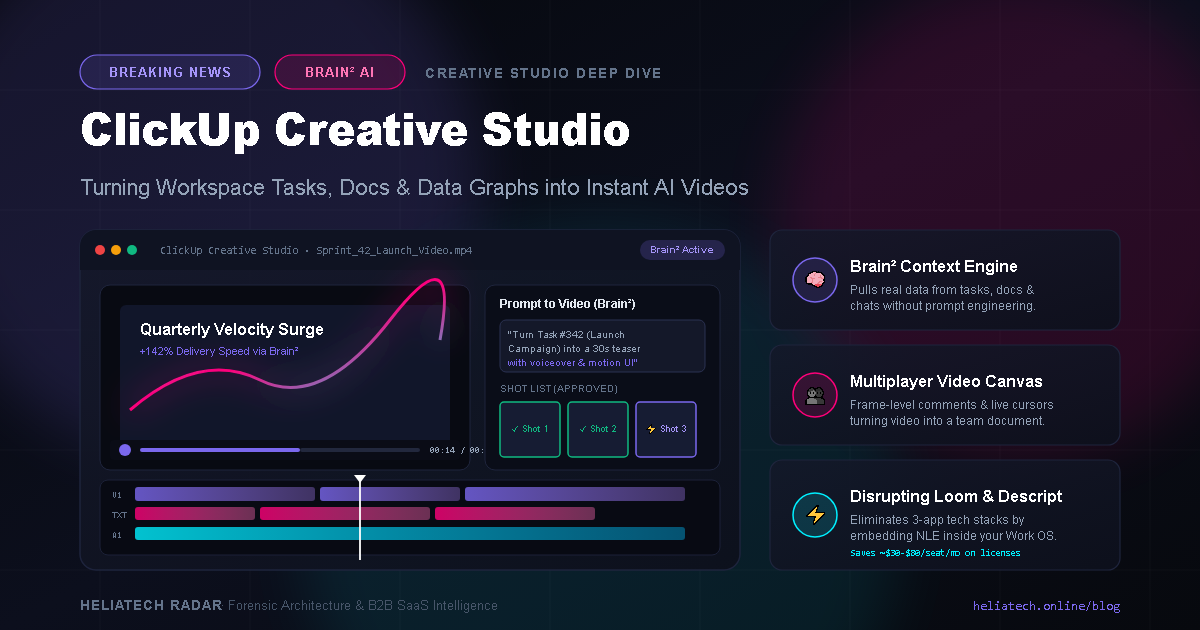 BREAKING NEWS
BRAIN² AI
CREATIVE STUDIO DEEP DIVE
ClickUp Creative Studio
Turning Workspace Tasks, Docs & Data Graphs into Instant AI Videos
ClickUp Creative Studio · Sprint_42_Launch_Video.mp4
Brain² Active
Quarterly Velocity Surge
+142% Delivery Speed via Brain²
00:14 / 00:
Prompt to Video (Brain²)
"Turn Task #342 (Launch
Campaign) into a 30s teaser
with voiceover & motion UI"
SHOT LIST (APPROVED)
✓ Shot 1
✓ Shot 2
⚡ Shot 3
V1
TXT
A1
Brain² Context Engine
Pulls real data from tasks, docs &
chats without prompt engineering.
Multiplayer Video Canvas
Frame-level comments & live cursors
turning video into a team document.
Disrupting Loom & Descript
Eliminates 3-app tech stacks by
embedding NLE inside your Work OS.
Saves ~$30-$80/seat/mo on licenses
HELIATECH RADAR Forensic Architecture & B2B SaaS Intelligence
heliatech.online/blog